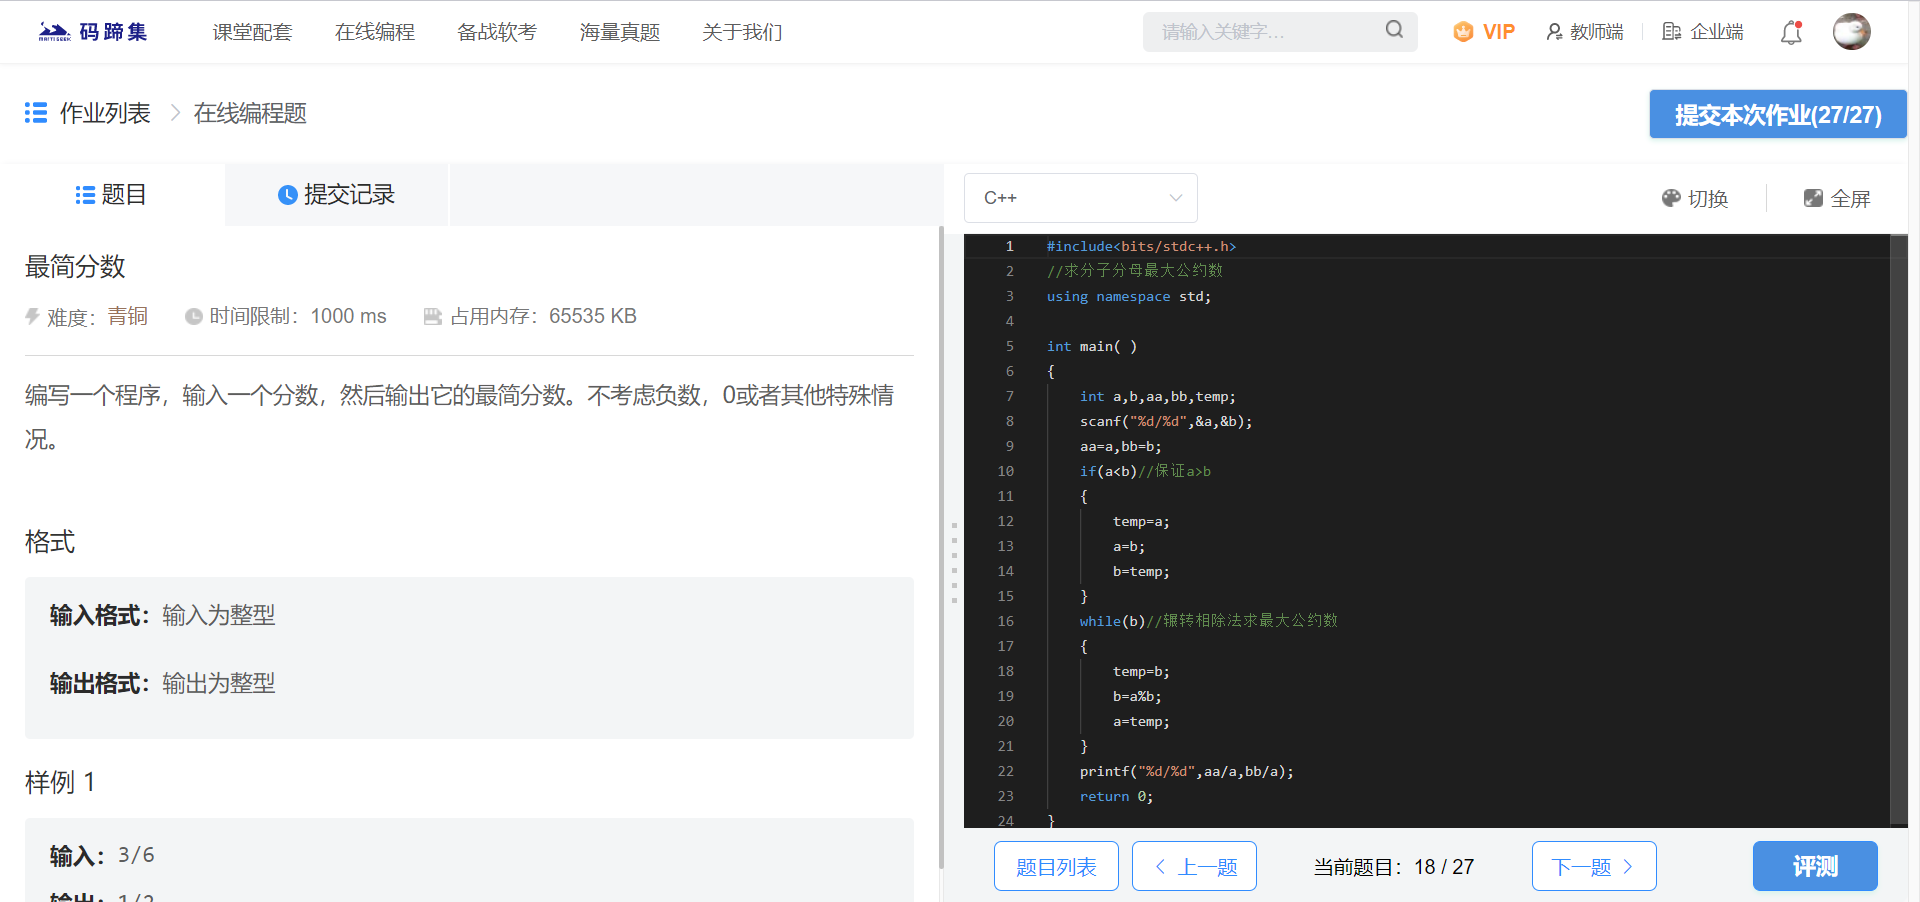 MAITI GEEK 码蹄集 课堂配套 在线编程 备战软考 海量真题 关于我们 请输入关键字… VIP 教师端 企业端
作业列表 > 在线编程题 提交本次作业(27/27)
题目 提交记录
最简分数
难度：青铜 时间限制：1000 ms 占用内存：65535 KB
编写一个程序，输入一个分数，然后输出它的最简分数。不考虑负数，0或者其他特殊情
况。
格式
输入格式：输入为整型
输出格式：输出为整型
样例 1
输入：3/6
输出：1/2
C++ 切换 全屏
1 #include<bits/stdc++.h>
2 //求分子分母最大公约数
3 using namespace std;
4
5 int main( )
6 {
7 int a,b,aa,bb,temp;
8 scanf("%d/%d",&a,&b);
9 aa=a,bb=b;
10 if(a<b)//保证a>b
11 {
12 temp=a;
13 a=b;
14 b=temp;
15 }
16 while(b)//辗转相除法求最大公约数
17 {
18 temp=b;
19 b=a%b;
20 a=temp;
21 }
22 printf("%d/%d",aa/a,bb/a);
23 return 0;
24 }
题目列表 < 上一题 当前题目：18 / 27 下一题 > 评测